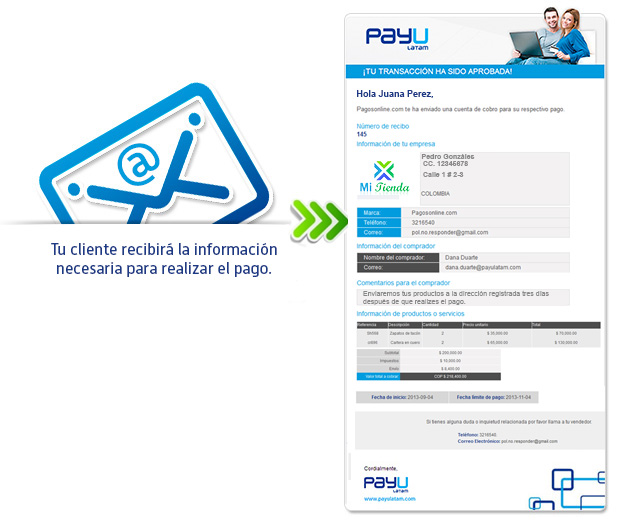 PayU
LATAM
¡TU TRANSACCIÓN HA SIDO APROBADA!
Hola Juana Perez,
Pagosonline.com te ha enviado una cuenta de cobro para su respectivo pago.
Número de recibo
145
Información de tu empresa
Pedro Gonzáles
CC. 12345678
Calle 1 # 2-3
Mi Tienda
COLOMBIA
Marca: Pagosonline.com
Teléfono: 3216540
Correo: pol.no.responder@gmail.com
Información del comprador
Nombre del comprador: Dana Duarte
Correo: dana.duarte@payulatam.com
Comentarios para el comprador
Enviaremos tus productos a la dirección registrada tres días
después de que realizes el pago.
Información de productos o servicios
Referencia Descripción Cantidad Precio unitario Total
Zapatos de tacón 2 $ 35,000.00 $ 70,000.00
Cartera en cuero 2 $ 65,000.00 $ 130,000.00
Subtotal $ 200,000.00
Impuestos $ 10,000.00
Envío $ 6,400.00
Valor total a cobrar: COP $ 216,400.00
Fecha de inicio: 2013-09-04 Fecha límite de pago: 2013-11-04
Si tienes alguna duda o inquietud relacionada por favor llama a tu vendedor.
Teléfono: 3216540
Correo Electrónico: pol.no.responder@gmail.com
Cordialmente,
PayU
LATAM
www.payulatam.com
@
Tu cliente recibirá la información
necesaria para realizar el pago.